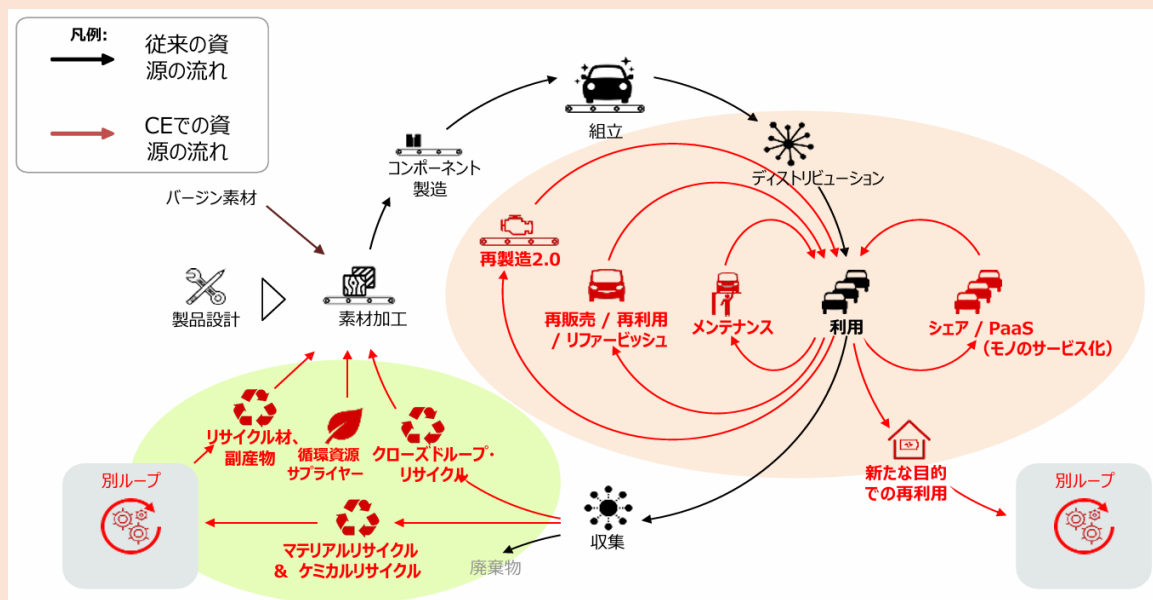 凡例:
従来の資
源の流れ
CEでの資
源の流れ
組立
コンポーネント
製造
ディストリビューション
バージン素材
再製造2.0
製品設計
素材加工
再販売 / 再利用
/ リファービッシュ
メンテナンス
利用
シェア / PaaS
（モノのサービス化）
リサイクル材、
副産物
循環資源
サプライヤー
クローズドループ・
リサイクル
新たな目的
での再利用
別ループ
別ループ
収集
マテリアルリサイクル
& ケミカルリサイクル
廃棄物